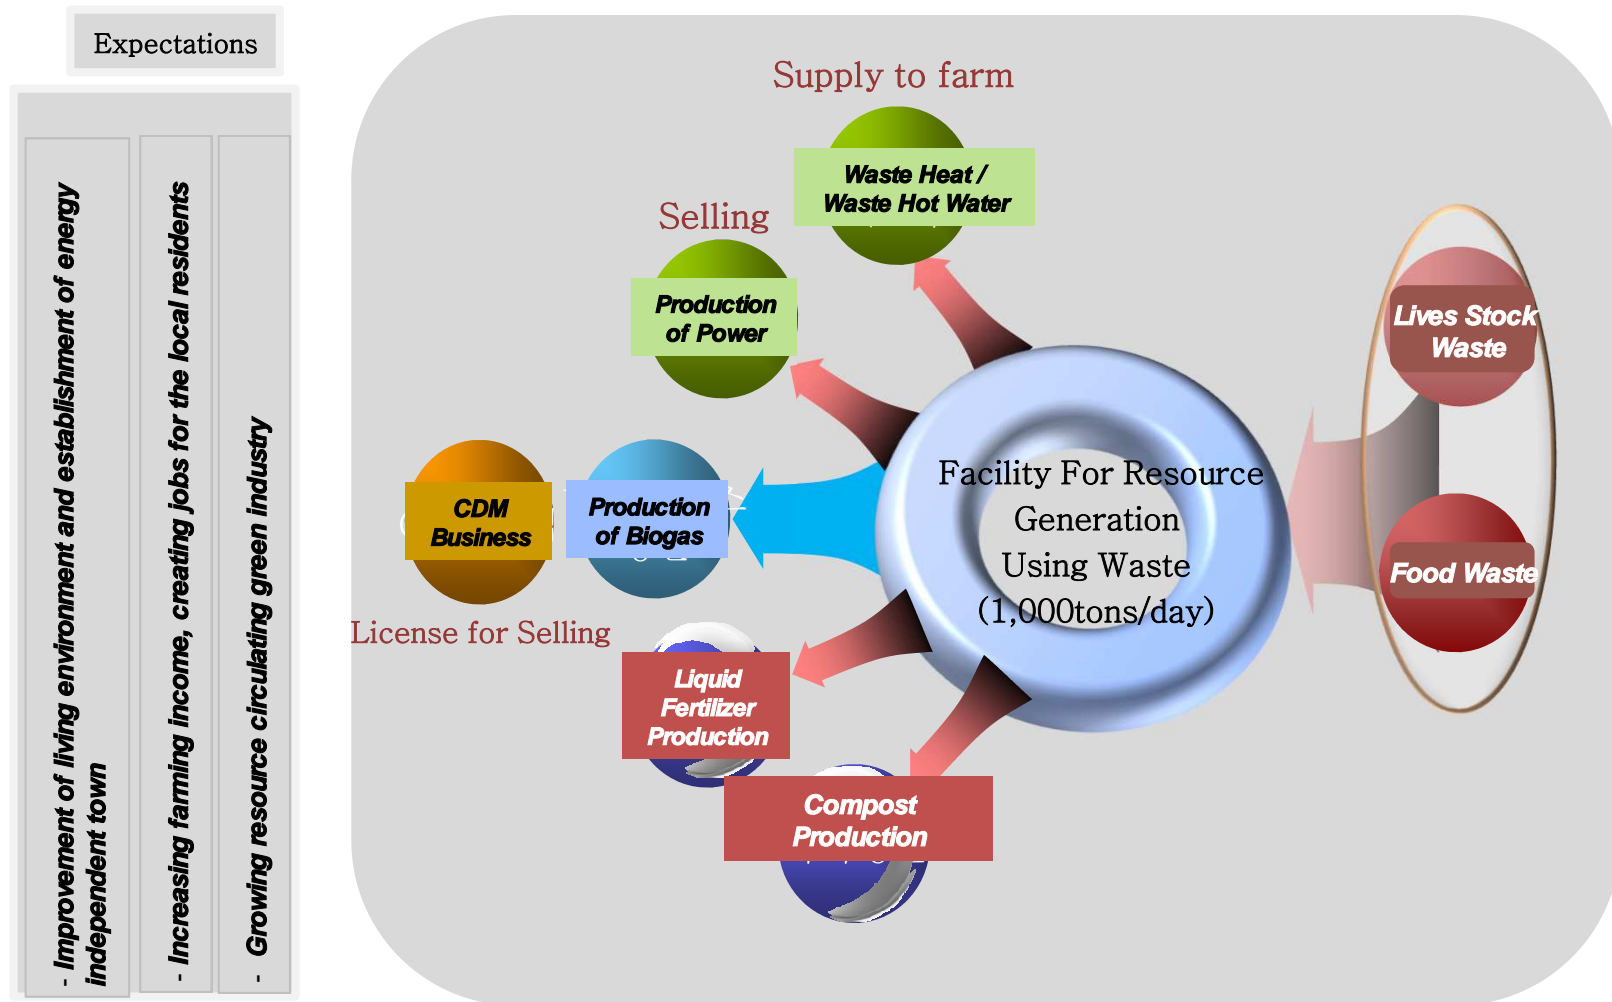 Expectations
- Improvement of living environment and establishment of energy
independent town
- Increasing farming income, creating jobs for the local residents
- Growing resource circulating green industry
Supply to farm
Waste Heat /
Waste Hot Water
Selling
Production
of Power
CDM
Business
Production
of Biogas
License for Selling
Liquid
Fertilizer
Production
Compost
Production
Facility For Resource
Generation
Using Waste
(1,000tons/day)
Lives Stock
Waste
Food Waste